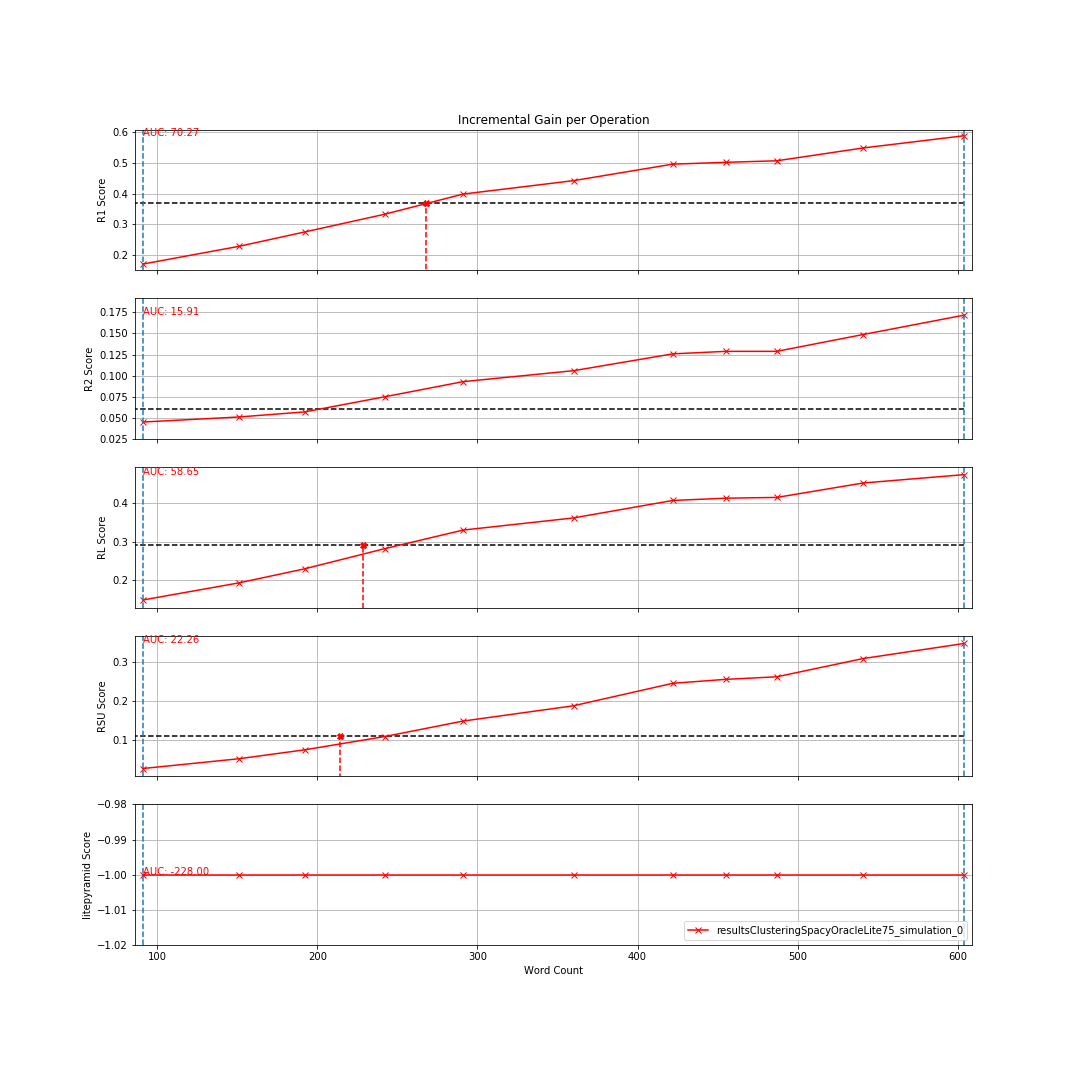 Incremental Gain per Operation
AUC: 70.27
0.6
0.5
0.4
0.3
0.2
R1 Score
AUC: 15.91
0.175
0.150
0.125
0.100
0.075
0.050
0.025
R2 Score
AUC: 58.65
0.4
0.3
0.2
RL Score
AUC: 22.26
0.3
0.2
0.1
RSU Score
−0.98
−0.99
−1.00
−1.01
−1.02
litepyramid Score
AUC: -228.00
resultsClusteringSpacyOracleLite75_simulation_0
100 200 300 400 500 600
Word Count